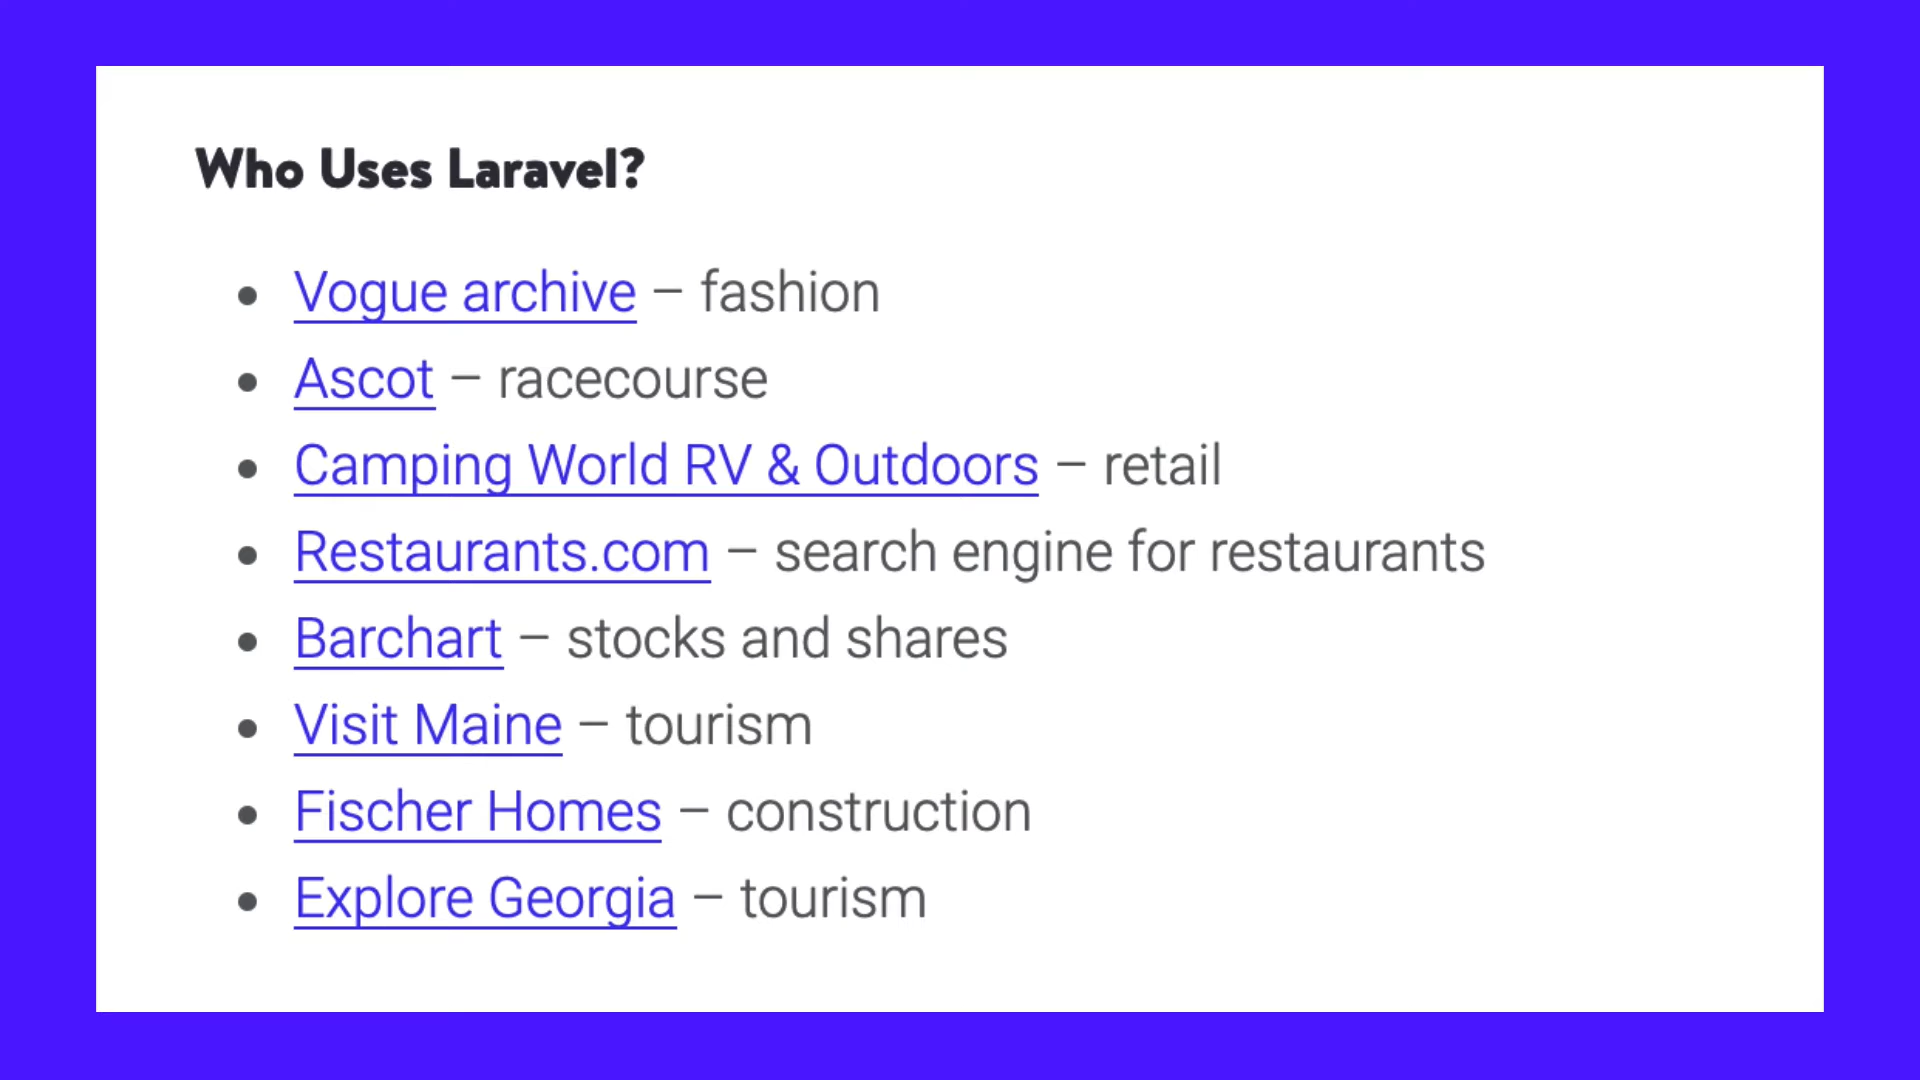 Who Uses Laravel?
• Vogue archive – fashion
• Ascot – racecourse
• Camping World RV & Outdoors – retail
• Restaurants.com – search engine for restaurants
• Barchart – stocks and shares
• Visit Maine – tourism
• Fischer Homes – construction
• Explore Georgia – tourism